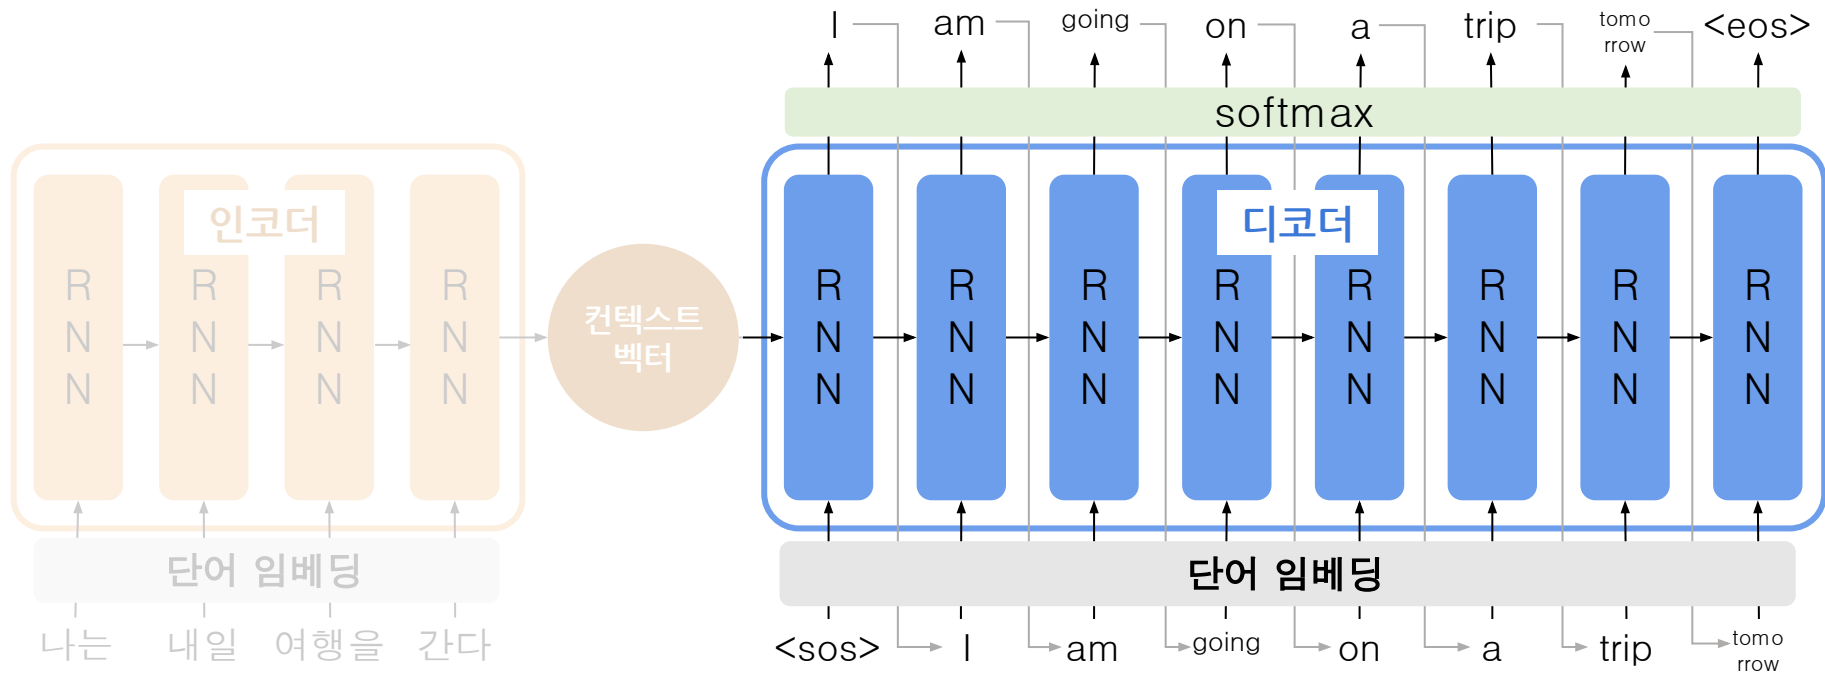 I am going on a trip tomo
rrow <eos>
softmax
인코더
디코더
R R R R R R R R R R R R
N N N N N N N N N N N N
N N N N N N N N N N N N
컨텍스트
벡터
단어 임베딩
단어 임베딩
나는 내일 여행을 간다
<sos> I am going on a trip tomo
rrow